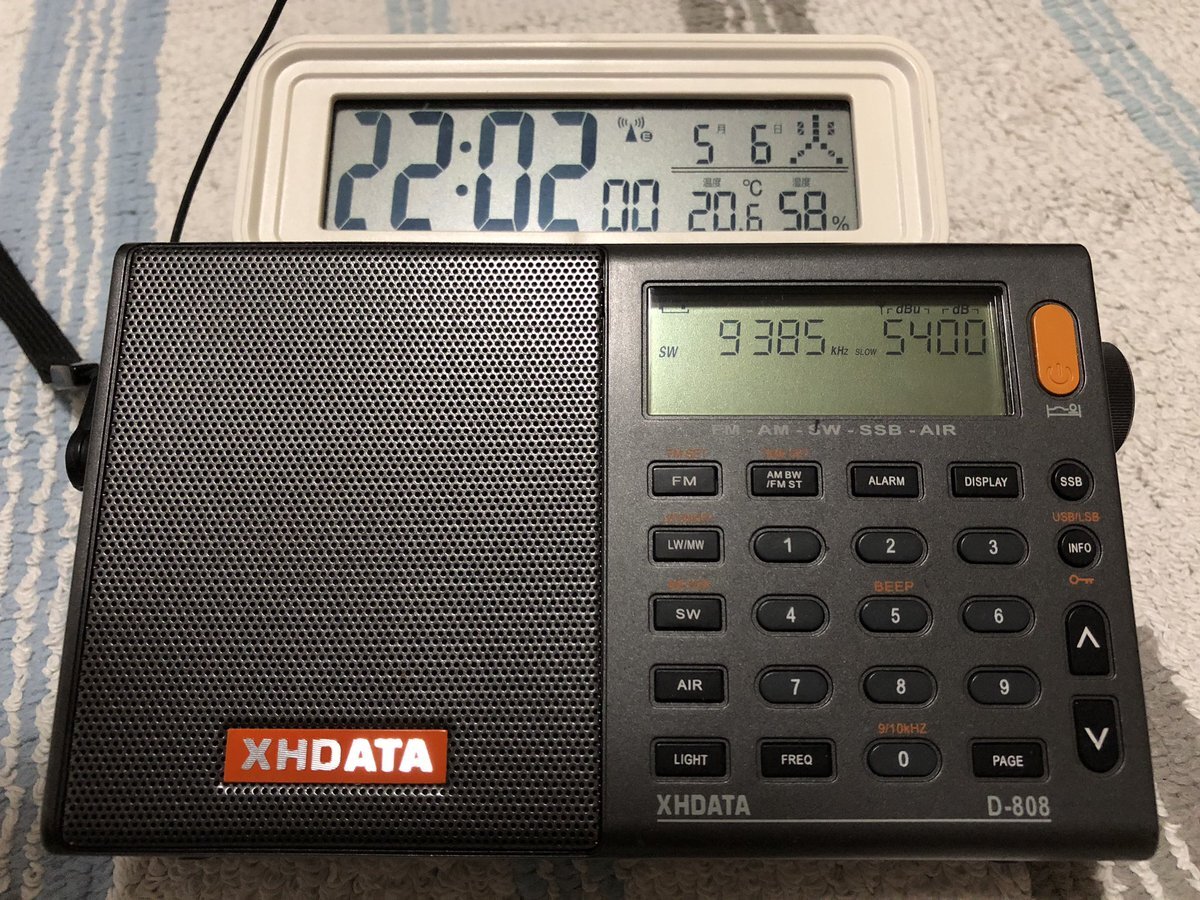 22:02 00
5月 6日 火
温度 20.6 ℃ 湿度 58 %
dBu dB
SW 9385 kHz SLOW 5400
FM - AM - SW - SSB - AIR
FM AM BW /FM ST ALARM DISPLAY SSB
USB/LSB
LW/MW 1 2 3 INFO
BEEP
SW 4 5 6
AIR 7 8 9
9/10kHZ
LIGHT FREQ 0 PAGE
XHDATA
XHDATA D-808